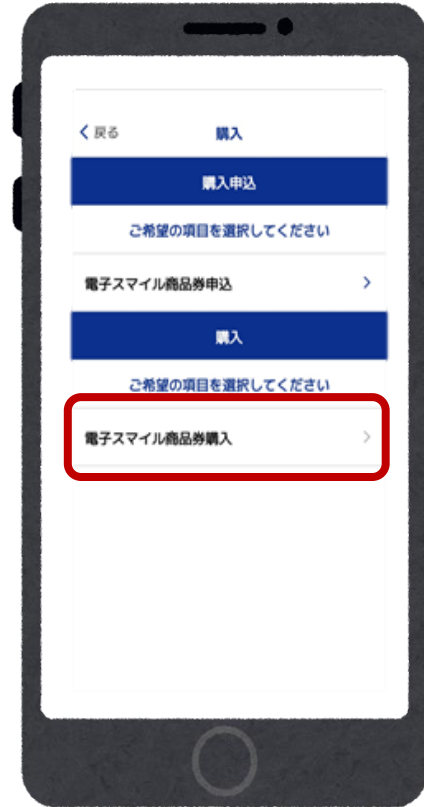 戻る 購入
購入申込
ご希望の項目を選択してください
電子スマイル商品券申込
購入
ご希望の項目を選択してください
電子スマイル商品券購入